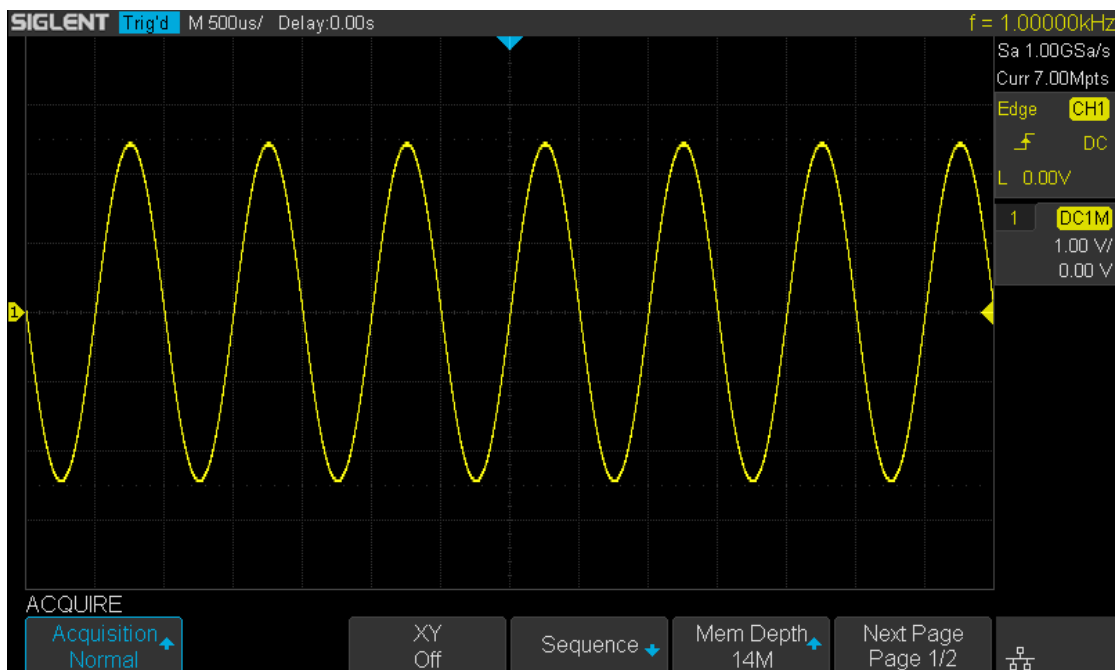 SIGLENT Trig'd M 500us/ Delay:0.00s f = 1.00000kHz
Sa 1.00GSa/s
Curr 7.00Mpts
Edge CH1
DC
L 0.00V
1 DC1M
1.00 V/
0.00 V
1
ACQUIRE
Acquisition
Normal
XY
Off
Sequence
Mem Depth
14M
Next Page
Page 1/2